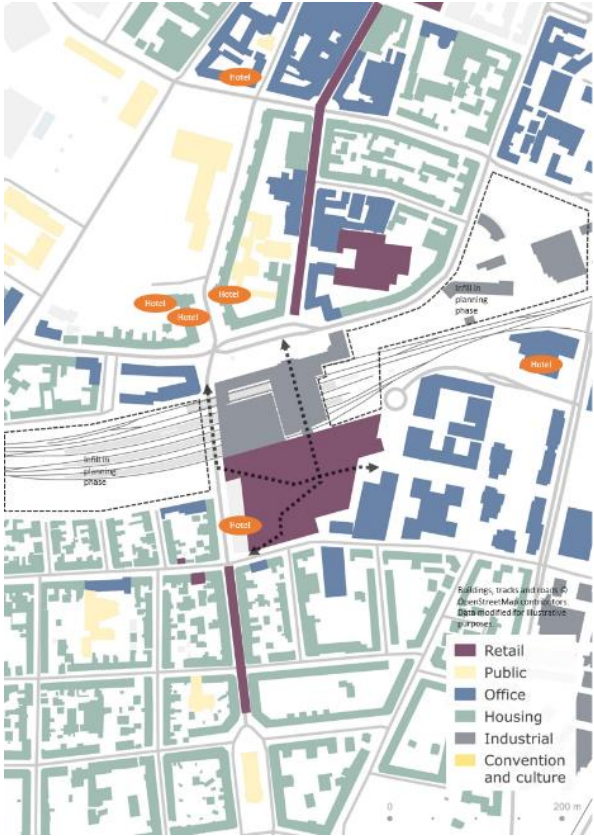 Hotel
Hotel
Hotel
Hotel
Infill in
planning
phase
Hotel
Infill in
planning
phase
Hotel
Buildings, tracks and roads ©
OpenStreetMap contributors.
Data modified for illustrative
purposes.
Retail
Public
Office
Housing
Industrial
Convention
and culture
0 200 m